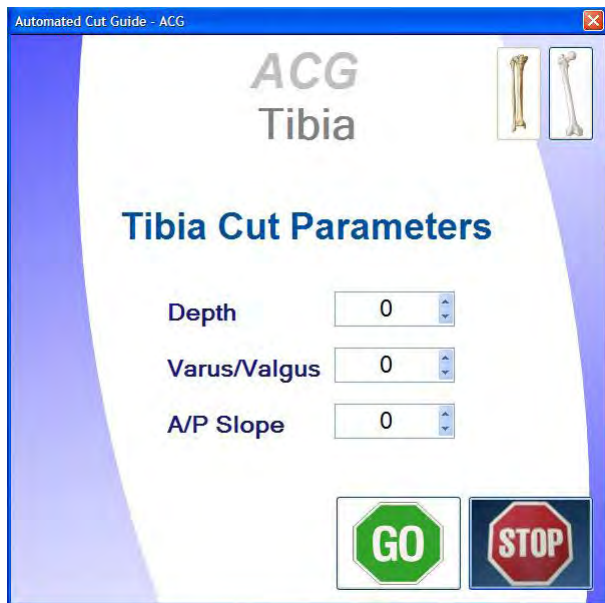 Automated Cut Guide - ACG
ACG
Tibia
Tibia Cut Parameters
Depth 0
Varus/Valgus 0
A/P Slope 0
GO STOP